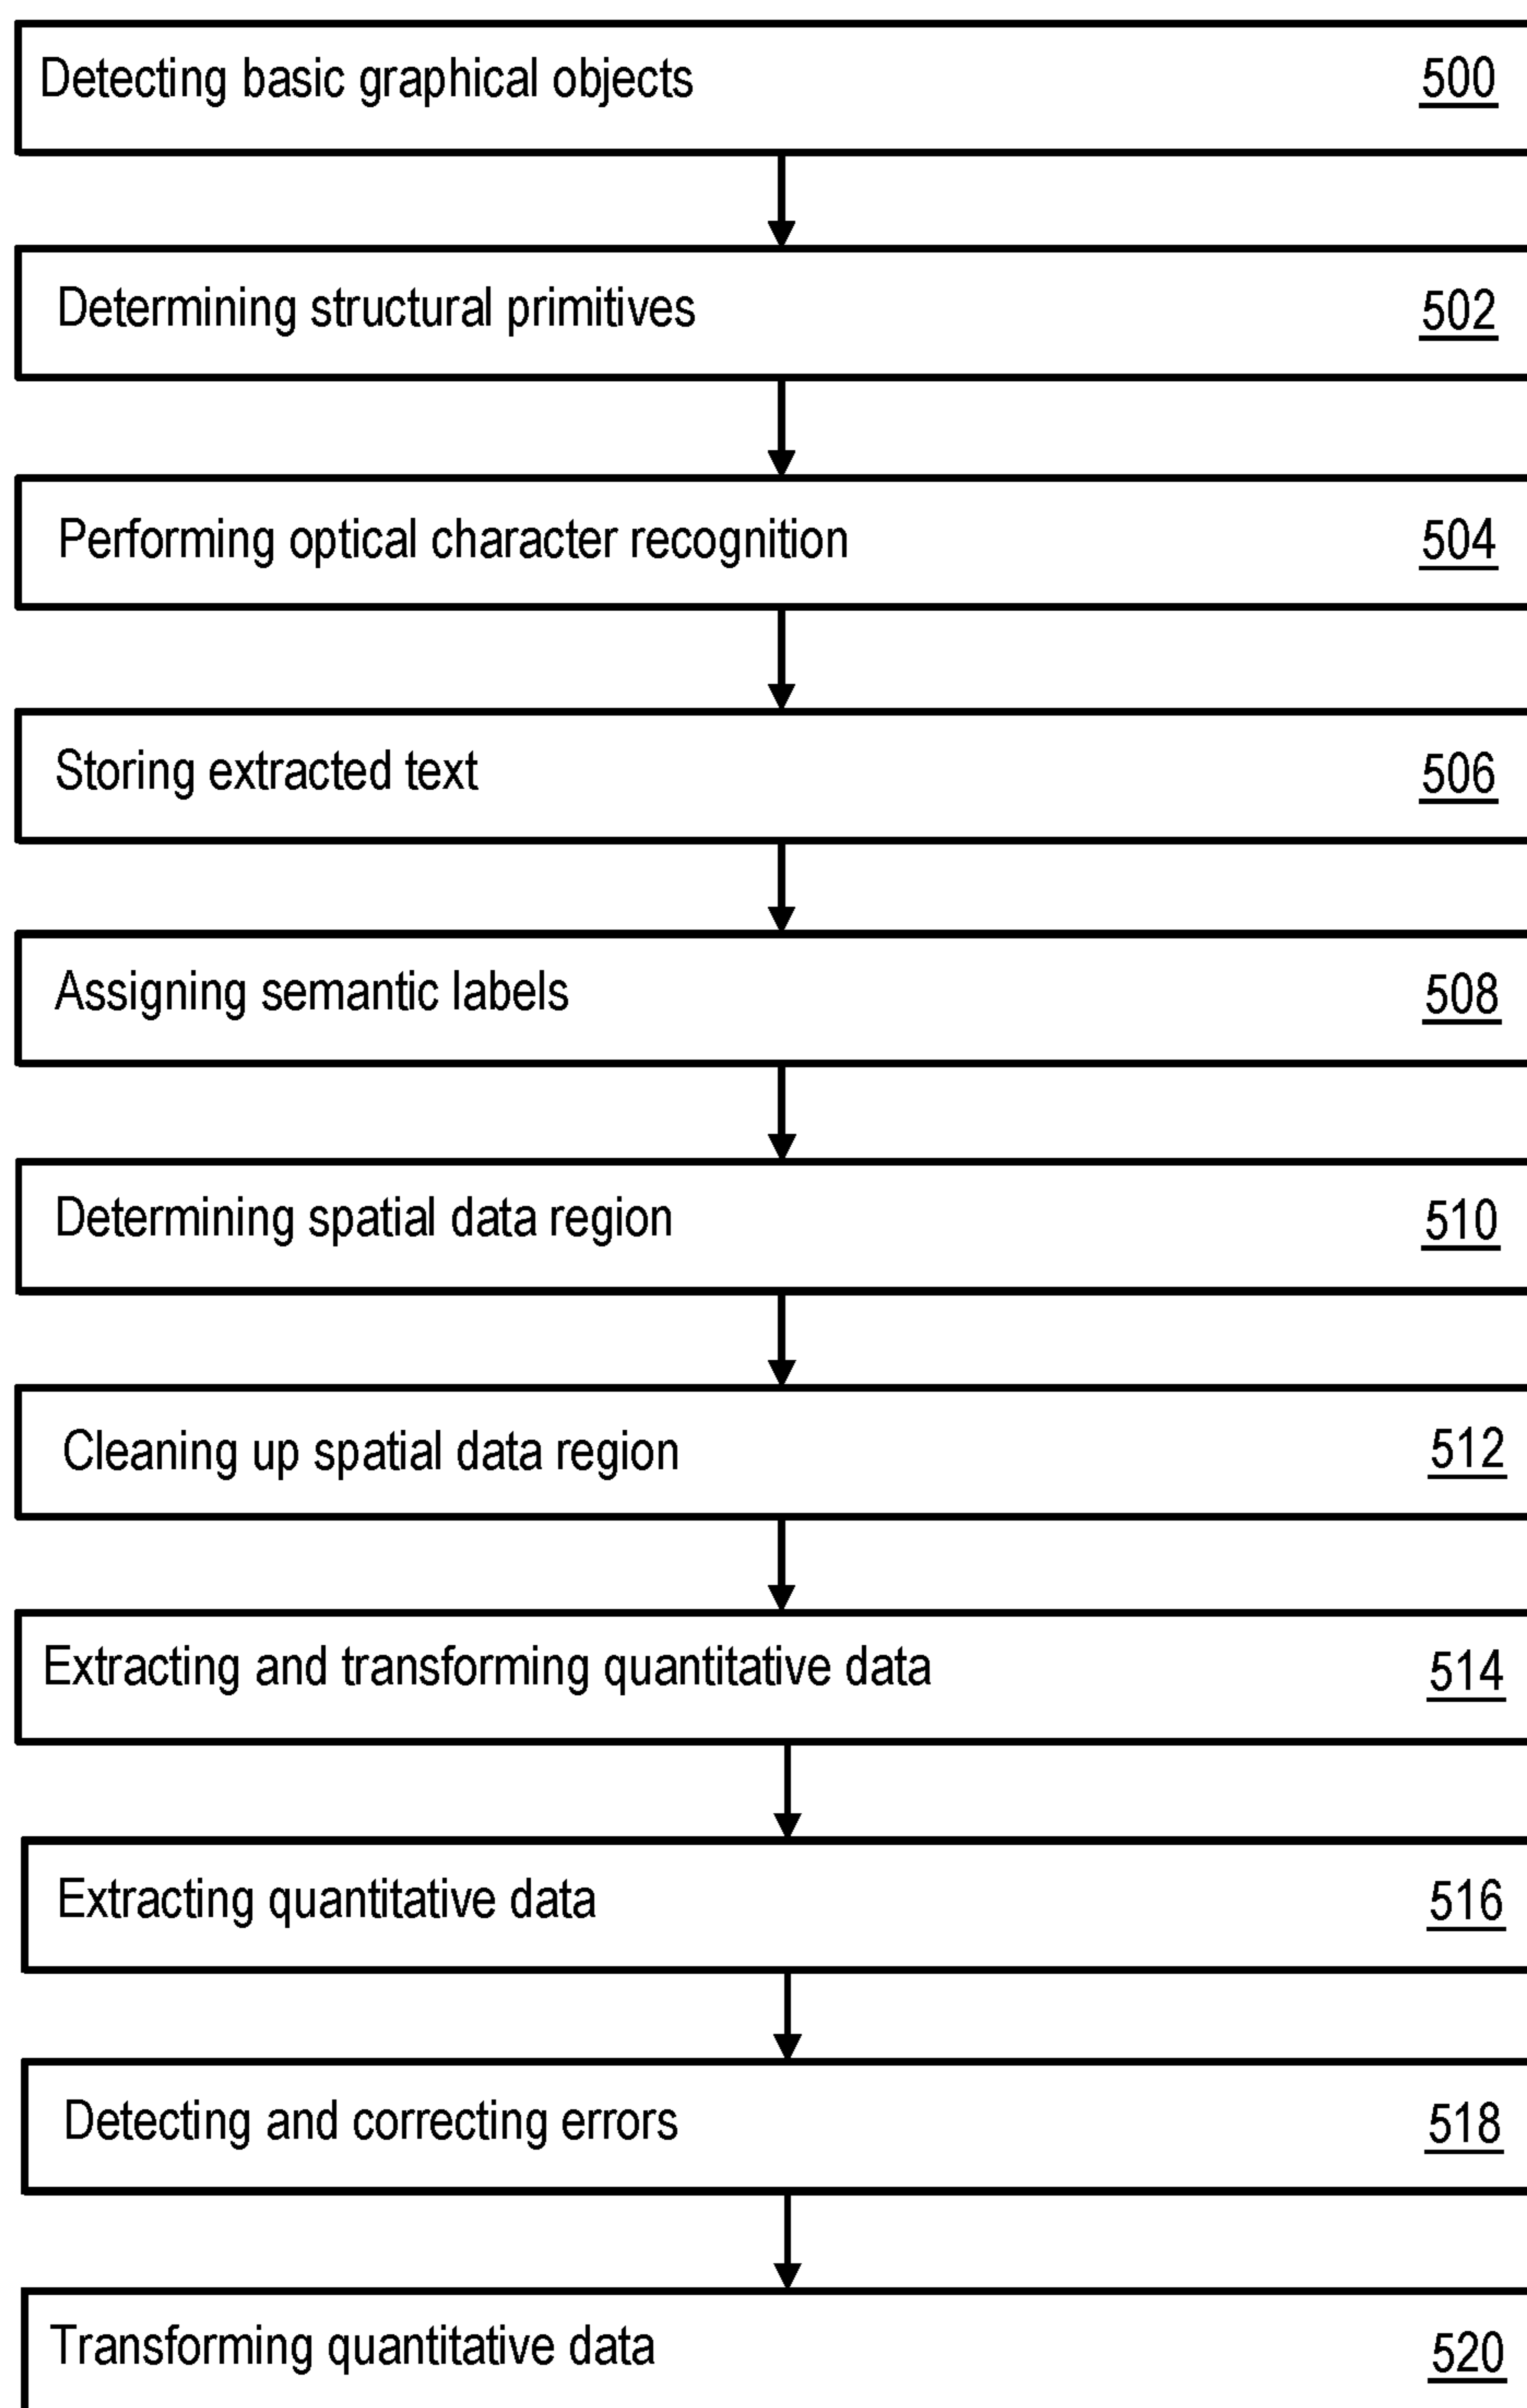 Detecting basic graphical objects 500
Determining structural primitives 502
Performing optical character recognition 504
Storing extracted text 506
Assigning semantic labels 508
Determining spatial data region 510
Cleaning up spatial data region 512
Extracting and transforming quantitative data 514
Extracting quantitative data 516
Detecting and correcting errors 518
Transforming quantitative data 520